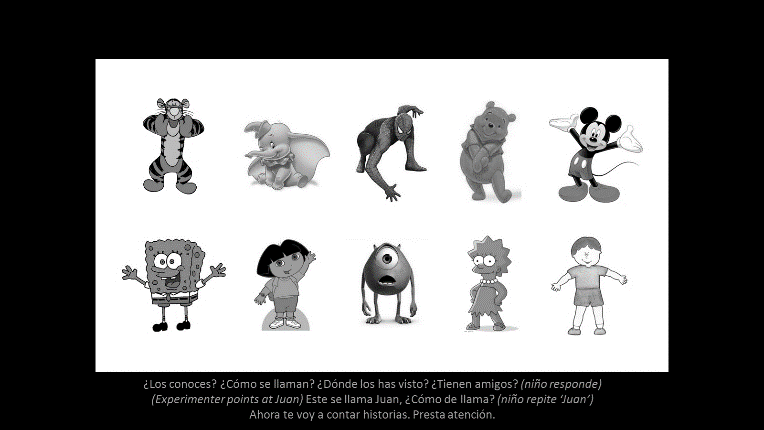 ¿Los conoces? ¿Cómo se llaman? ¿Dónde los has visto? ¿Tienen amigos? (niño responde)
(Experimenter points at Juan) Este se llama Juan, ¿Cómo de llama? (niño repite ‘Juan’)
Ahora te voy a contar historias. Presta atención.